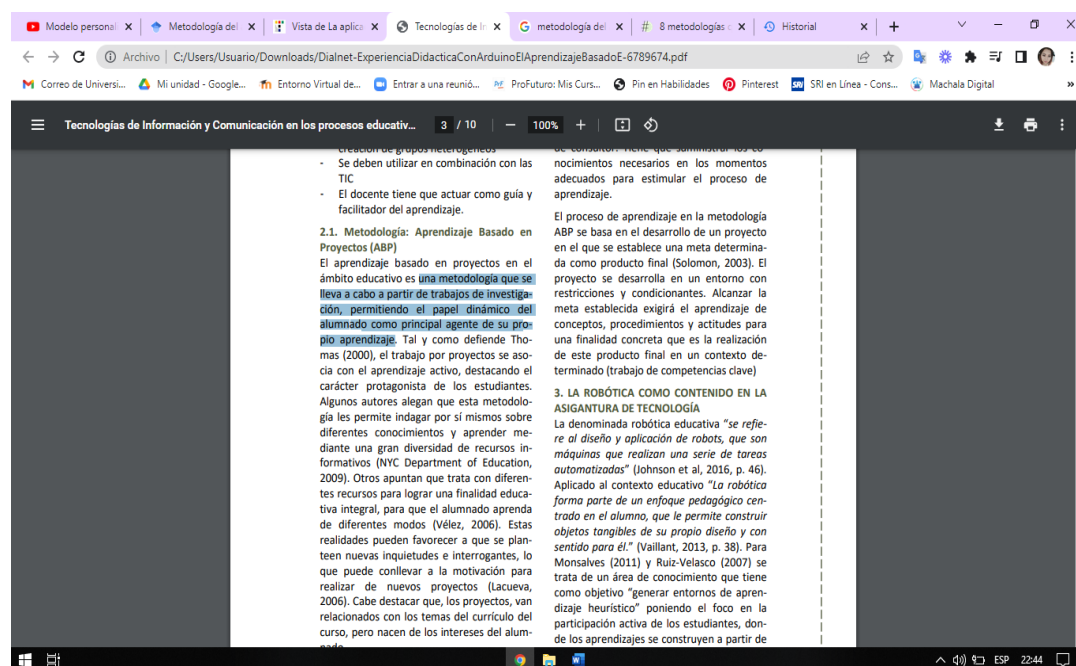 Modelo personal
Metodología del
Vista de La aplica
Tecnologías de In
metodología del
8 metodologías
Historial
Archivo | C:/Users/Usuario/Downloads/Dialnet-ExperienciaDidacticaConArduinoElAprendizajeBasadoE-6789674.pdf
Correo de Universi...
Mi unidad - Google...
Entorno Virtual de...
Entrar a una reunió...
ProFuturo: Mis Curs...
Pin en Habilidades
Pinterest
SRI SRI en Línea - Cons...
Machala Digital
»
Tecnologías de Información y Comunicación en los procesos educativ...
3 / 10
100%
creación de grupos heterogéneos
- Se deben utilizar en combinación con las
TIC
- El docente tiene que actuar como guía y
facilitador del aprendizaje.
2.1. Metodología: Aprendizaje Basado en
Proyectos (ABP)
El aprendizaje basado en proyectos en el
ámbito educativo es una metodología que se
lleva a cabo a partir de trabajos de investiga-
ción, permitiendo el papel dinámico del
alumnado como principal agente de su pro-
pio aprendizaje. Tal y como defiende Tho-
mas (2000), el trabajo por proyectos se aso-
cia con el aprendizaje activo, destacando el
carácter protagonista de los estudiantes.
Algunos autores alegan que esta metodolo-
gía les permite indagar por sí mismos sobre
diferentes conocimientos y aprender me-
diante una gran diversidad de recursos in-
formativos (NYC Department of Education,
2009). Otros apuntan que trata con diferen-
tes recursos para lograr una finalidad educa-
tiva integral, para que el alumnado aprenda
de diferentes modos (Vélez, 2006). Estas
realidades pueden favorecer a que se plan-
teen nuevas inquietudes e interrogantes, lo
que puede conllevar a la motivación para
realizar de nuevos proyectos (Lacueva,
2006). Cabe destacar que, los proyectos, van
relacionados con los temas del currículo del
curso, pero nacen de los intereses del alum-
nado
de consultor. Tiene que suministrar los co-
nocimientos necesarios en los momentos
adecuados para estimular el proceso de
aprendizaje.
El proceso de aprendizaje en la metodología
ABP se basa en el desarrollo de un proyecto
en el que se establece una meta determina-
da como producto final (Solomon, 2003). El
proyecto se desarrolla en un entorno con
restricciones y condicionantes. Alcanzar la
meta establecida exigirá el aprendizaje de
conceptos, procedimientos y actitudes para
una finalidad concreta que es la realización
de este producto final en un contexto de-
terminado (trabajo de competencias clave)
3. LA ROBÓTICA COMO CONTENIDO EN LA
ASIGANTURA DE TECNOLOGÍA
La denominada robótica educativa "se refie-
re al diseño y aplicación de robots, que son
máquinas que realizan una serie de tareas
automatizadas" (Johnson et al, 2016, p. 46).
Aplicado al contexto educativo "La robótica
forma parte de un enfoque pedagógico cen-
trado en el alumno, que le permite construir
objetos tangibles de su propio diseño y con
sentido para él." (Vaillant, 2013, p. 38). Para
Monsalves (2011) y Ruiz-Velasco (2007) se
trata de un área de conocimiento que tiene
como objetivo "generar entornos de apren-
dizaje heurístico" poniendo el foco en la
participación activa de los estudiantes, don-
de los aprendizajes se construyen a partir de
ESP
22:44